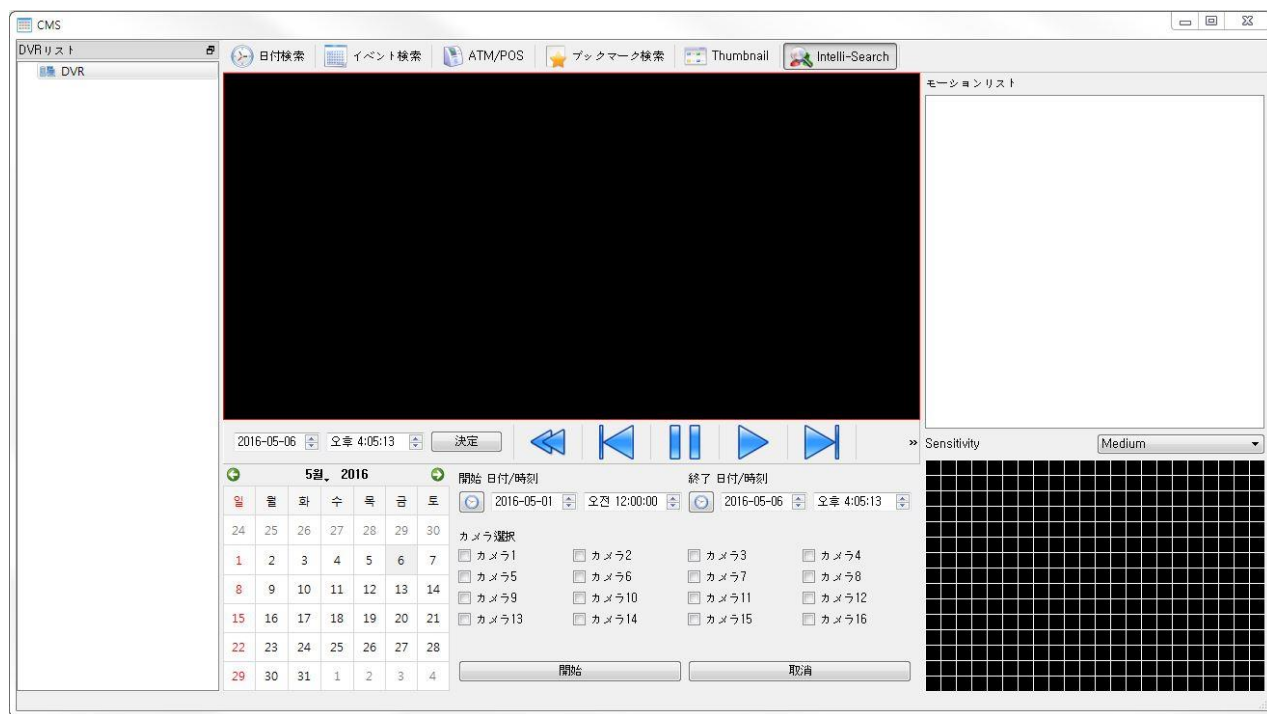 CMS
DVRリスト
DVR
日付検索 イベント検索 ATM/POS ブックマーク検索 Thumbnail Intelli-Search
モーションリスト
2016-05-06 오후 4:05:13 決定
» Sensitivity Medium
5월, 2016
일 월 화 수 목 금 토
24 25 26 27 28 29 30
1 2 3 4 5 6 7
8 9 10 11 12 13 14
15 16 17 18 19 20 21
22 23 24 25 26 27 28
29 30 31 1 2 3 4
開始 日付/時刻 終了 日付/時刻
2016-05-01 오전 12:00:00 2016-05-06 오후 4:05:13
カメラ選択
カメラ1 カメラ2 カメラ3 カメラ4
カメラ5 カメラ6 カメラ7 カメラ8
カメラ9 カメラ10 カメラ11 カメラ12
カメラ13 カメラ14 カメラ15 カメラ16
開始 取消